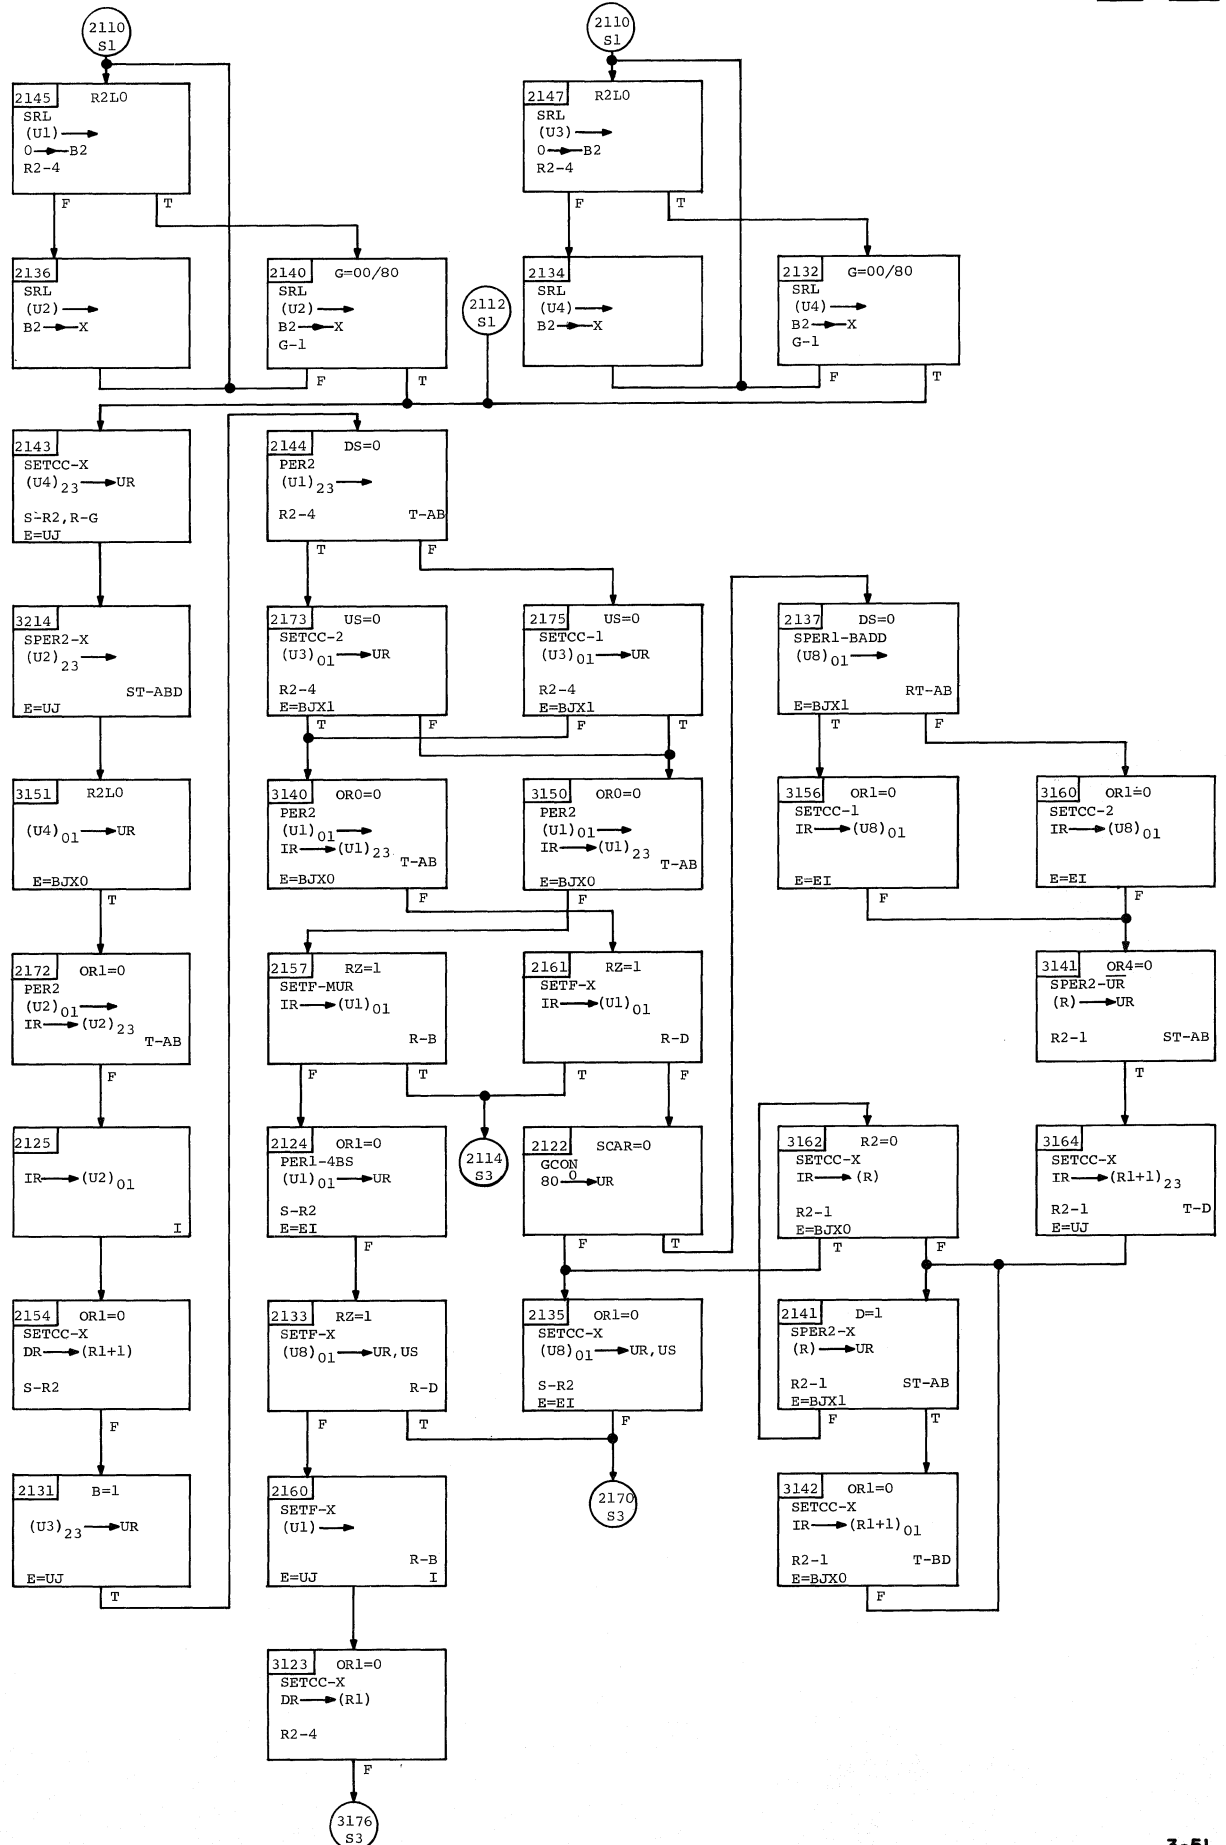 2110
S1
2110
S1
2145 R2L0
SRL
(U1)
0 B2
R2-4
F T
2147 R2L0
SRL
(U3)
0 B2
R2-4
F T
2136
SRL
(U2)
B2 X
2140 G=00/80
SRL
(U2)
B2 X
G-1
F T
2112
S1
2134
SRL
(U4)
B2 X
2132 G=00/80
SRL
(U4)
B2 X
G-1
F T
2143
SETCC-X
(U4)23 UR
S-R2,R-G
E=UJ
2144 DS=0
PER2
(U1)23
R2-4 T-AB
T F
3214
SPER2-X
(U2)23
ST-ABD
E=UJ
2173 US=0
SETCC-2
(U3)01 UR
R2-4
E=BJX1
T F
2175 US=0
SETCC-1
(U3)01 UR
R2-4
E=BJX1
F T
2137 DS=0
SPER1-BADD
(U8)01
RT-AB
E=BJX1
T F
3151 R2L0
(U4)01 UR
E=BJX0
T
3140 OR0=0
PER2
(U1)01
IR (U1)23
T-AB
E=BJX0
F
3150 OR0=0
PER2
(U1)01
IR (U1)23
T-AB
E=BJX0
F
3156 OR1=0
SETCC-1
IR (U8)01
E=EI
F
3160 OR1=0
SETCC-2
IR (U8)01
E=EI
F
2172 OR1=0
PER2
(U2)01
IR (U2)23
T-AB
F
2157 RZ=1
SETF-MUR
IR (U1)01
R-B
F T
2161 RZ=1
SETF-X
IR (U1)01
R-D
T F
3141 OR4=0
SPER2-UR
(R) UR
R2-1 ST-AB
T
2125
IR (U2)01
I
2124 OR1=0
PER1-4BS
(U1)01 UR
S-R2
E=EI
F
2114
S3
2122 SCAR=0
GCON
80 0 UR
F T
3162 R2=0
SETCC-X
IR (R)
R2-1
E=BJX0
T F
3164
SETCC-X
IR (R1+1)23
R2-1 T-D
E=UJ
2154 OR1=0
SETCC-X
DR (R1+1)
S-R2
F
2133 RZ=1
SETF-X
(U8)01 UR,US
R-D
F T
2135 OR1=0
SETCC-X
(U8)01 UR,US
S-R2
E=EI
F
2141 D=1
SPER2-X
(R) UR
R2-1 ST-AB
E=BJX1
F T
2131 B=1
(U3)23 UR
E=UJ
T
2160
SETF-X
(U1)
R-B
E=UJ I
2170
S3
3142 OR1=0
SETCC-X
IR (R1+1)01
R2-1 T-BD
E=BJX0
F
3123 OR1=0
SETCC-X
DR (R1)
R2-4
F
3176
S3
3-51